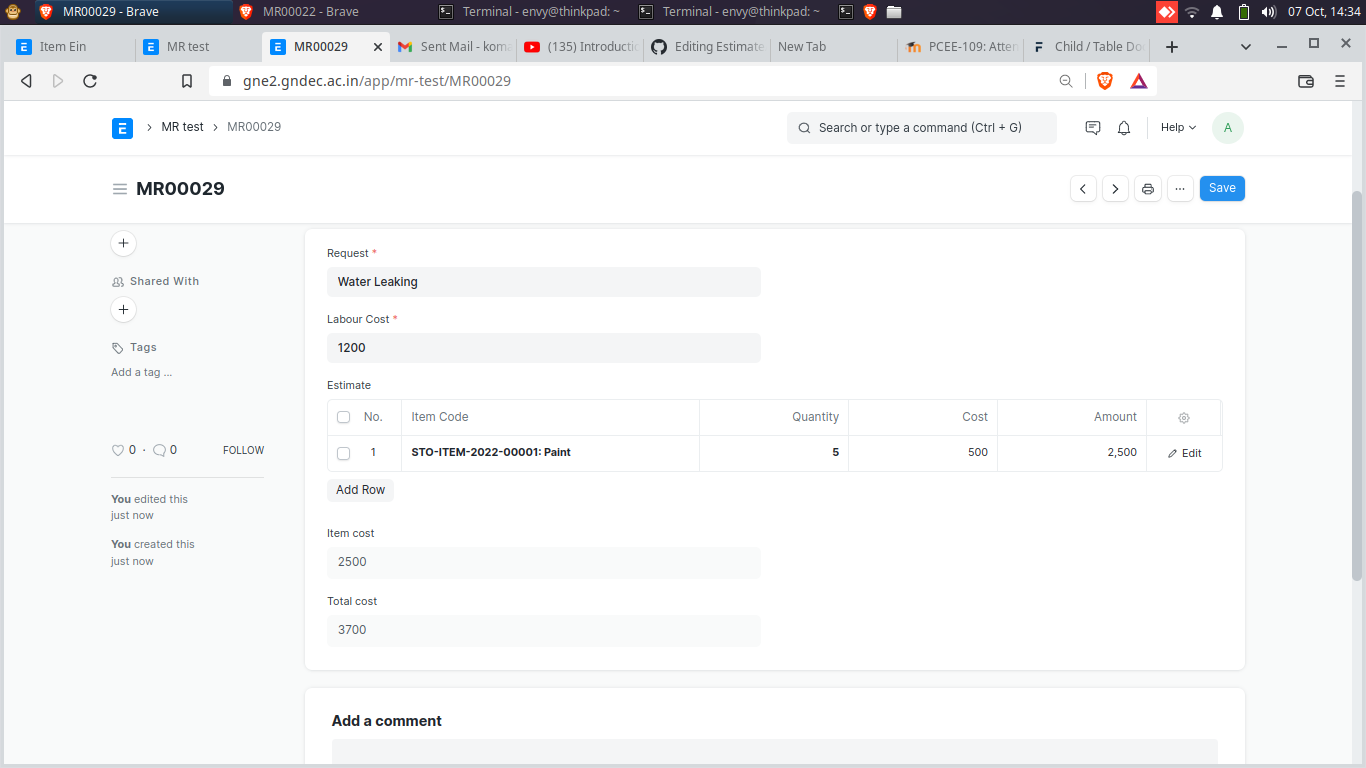 MR00029 - Brave
MR00022 - Brave
Terminal - envy@thinkpad: ~
Terminal - envy@thinkpad: ~
07 Oct, 14:34
Item Ein
MR test
MR00029
Sent Mail - koma
(135) Introductic
Editing Estimate
New Tab
PCEE-109: Atten
Child / Table Do
gne2.gndec.ac.in/app/mr-test/MR00029
E
MR test
MR00029
Search or type a command (Ctrl + G)
Help
A
MR00029
Save
Shared With
Tags
Add a tag ...
0 · 0
FOLLOW
You edited this
just now
You created this
just now
Request *
Water Leaking
Labour Cost *
1200
Estimate
No. Item Code Quantity Cost Amount
1 STO-ITEM-2022-00001: Paint 5 500 2,500 Edit
Add Row
Item cost
2500
Total cost
3700
Add a comment